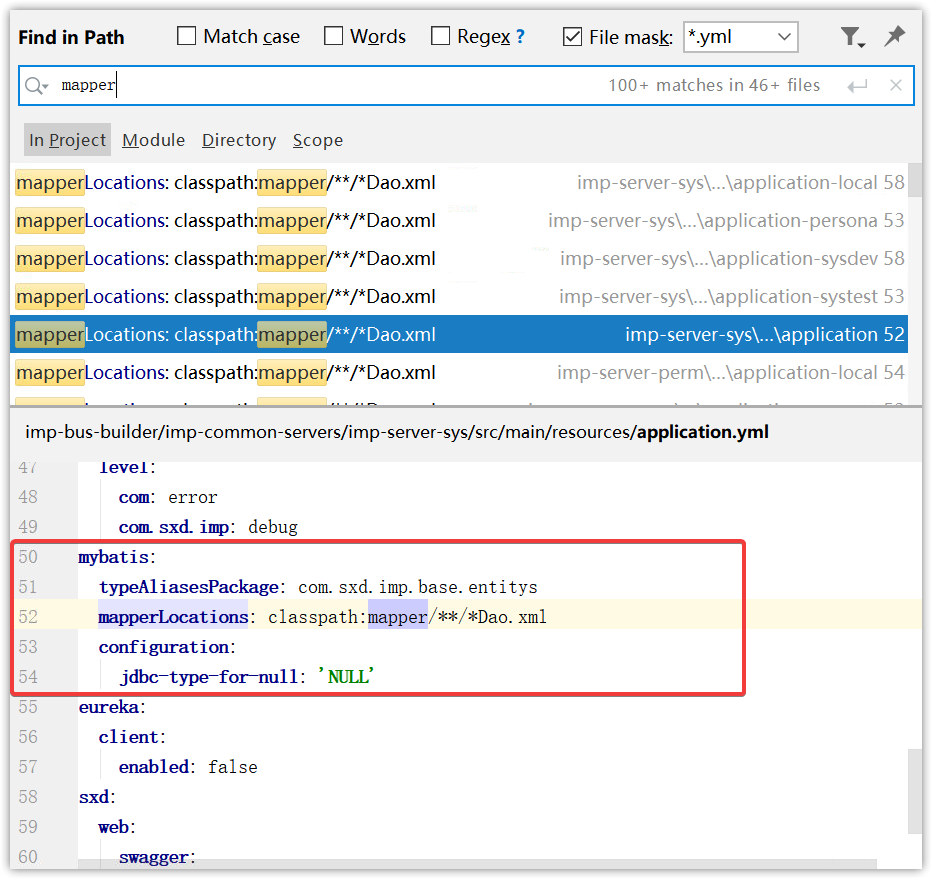 Find in Path Match case Words Regex ? File mask: *.yml
mapper 100+ matches in 46+ files
In Project Module Directory Scope
mapperLocations: classpath:mapper/**/*Dao.xml imp-server-sys\...\application-local 58
mapperLocations: classpath:mapper/**/*Dao.xml imp-server-sys\...\application-persona 53
mapperLocations: classpath:mapper/**/*Dao.xml imp-server-sys\...\application-sysdev 58
mapperLocations: classpath:mapper/**/*Dao.xml imp-server-sys\...\application-systest 53
mapperLocations: classpath:mapper/**/*Dao.xml imp-server-sys\...\application 52
mapperLocations: classpath:mapper/**/*Dao.xml imp-server-perm\...\application-local 54
imp-bus-builder/imp-common-servers/imp-server-sys/src/main/resources/application.yml
47 level:
48 com: error
49 com.sxd.imp: debug
50 mybatis:
51 typeAliasesPackage: com.sxd.imp.base.entitys
52 mapperLocations: classpath:mapper/**/*Dao.xml
53 configuration:
54 jdbc-type-for-null: 'NULL'
55 eureka:
56 client:
57 enabled: false
58 sxd:
59 web:
60 swagger: